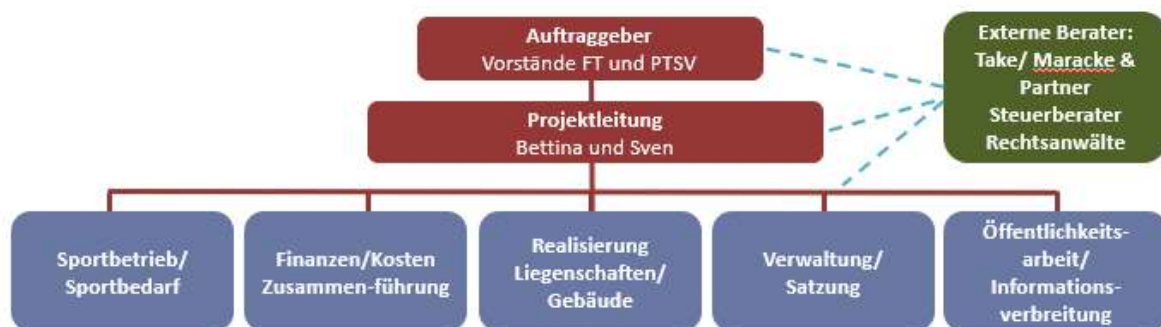 Auftraggeber
Vorstände FT und PTSV
Externe Berater:
Take/ Maracke &
Partner
Steuerberater
Rechtsanwälte
Projektleitung
Bettina und Sven
Sportbetrieb/
Sportbedarf
Finanzen/Kosten
Zusammen-führung
Realisierung
Liegenschaften/
Gebäude
Verwaltung/
Satzung
Öffentlichkeits-
arbeit/
Informations-
verbreitung